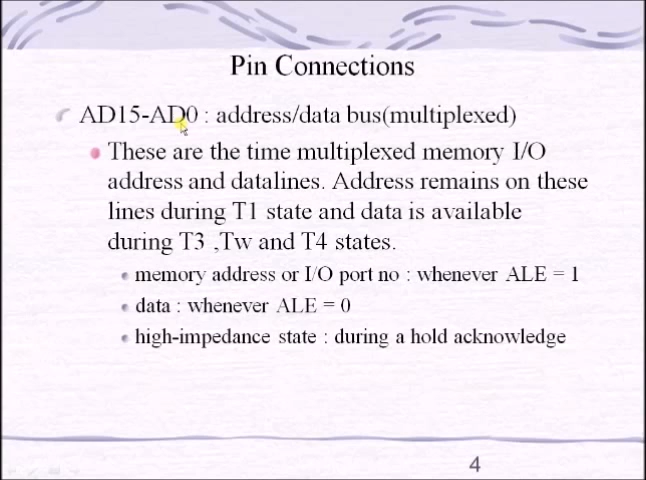 Pin Connections
AD15-AD0 : address/data bus(multiplexed)
These are the time multiplexed memory I/O
address and datalines. Address remains on these
lines during T1 state and data is available
during T3 ,Tw and T4 states.
memory address or I/O port no : whenever ALE = 1
data : whenever ALE = 0
high-impedance state : during a hold acknowledge
4